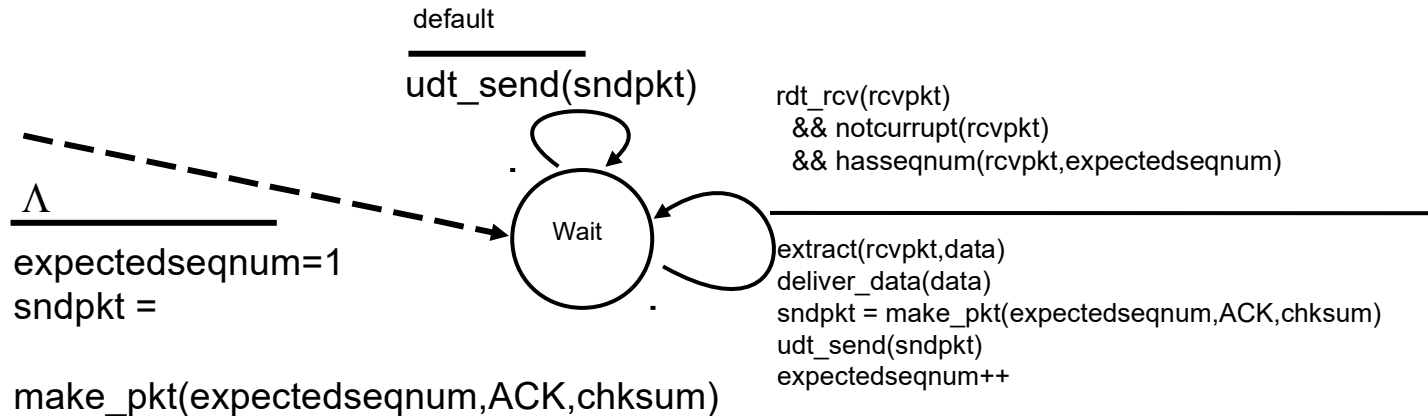 default
udt_send(sndpkt)
rdt_rcv(rcvpkt)
&& notcurrupt(rcvpkt)
&& hasseqnum(rcvpkt,expectedseqnum)
Λ
Wait
expectedseqnum=1
sndpkt =
make_pkt(expectedseqnum,ACK,chksum)
extract(rcvpkt,data)
deliver_data(data)
sndpkt = make_pkt(expectedseqnum,ACK,chksum)
udt_send(sndpkt)
expectedseqnum++